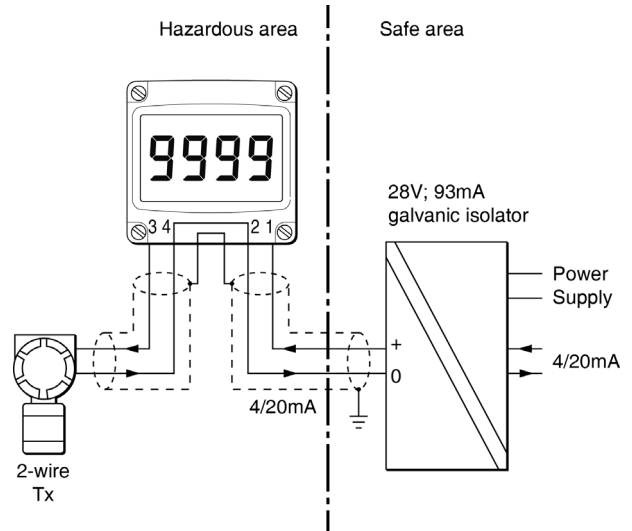 Hazardous area
Safe area
9999
28V; 93mA
galvanic isolator
3 4
2 1
Power
Supply
+
0
4/20mA
4/20mA
2-wire
Tx